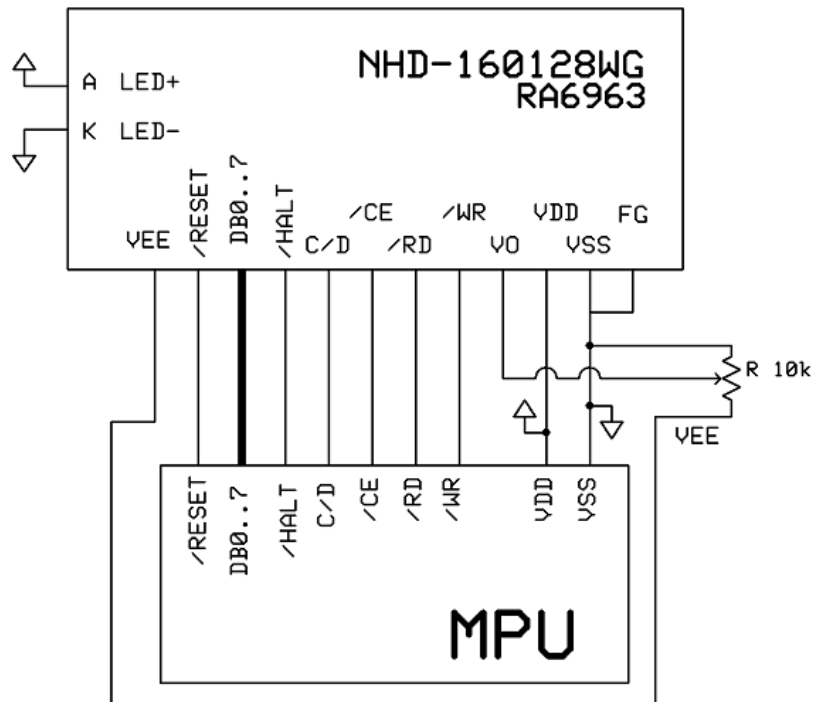 NHD-160128WG
RA6963
A LED+
K LED-
/RESET
DB0..7
/HALT
/CE
/WR
VDD
FG
VEE
C/D
/RD
VO
VSS
R 10k
VEE
/RESET
DB0..7
/HALT
C/D
/CE
/RD
/WR
VDD
VSS
MPU